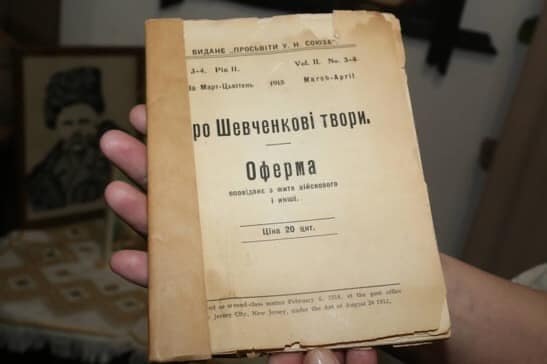 ВИДАНЄ „ПРОСЬВІТИ У. Н. СОЮЗА“.
3-4. Рік II. Vol. II. No. 3-4.
Март-Цьвітень 1915 March-April
ро Шевченкові твори.
Оферма
оповіданє з житя війскового
і инші.
Ціна 20 цнт.
second-class matter February 6, 1914, at the post office
Jersey City, New Jersey, under the Act of August 24 1912.